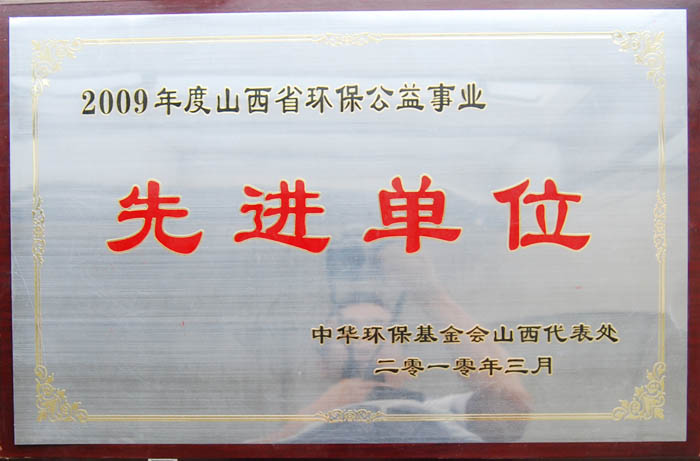 2009年度山西省环保公益事业
先进单位
中华环保基金会山西代表处
二零一零年三月